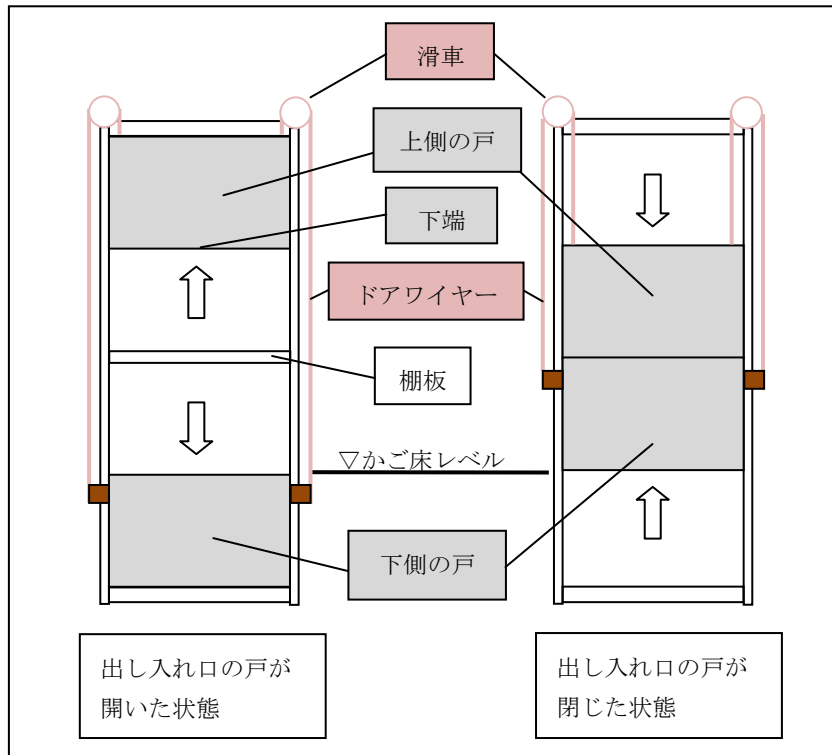 滑車
上側の戸
下端
ドアワイヤー
棚板
▽かご床レベル
下側の戸
出し入れ口の戸が
開いた状態
出し入れ口の戸が
閉じた状態